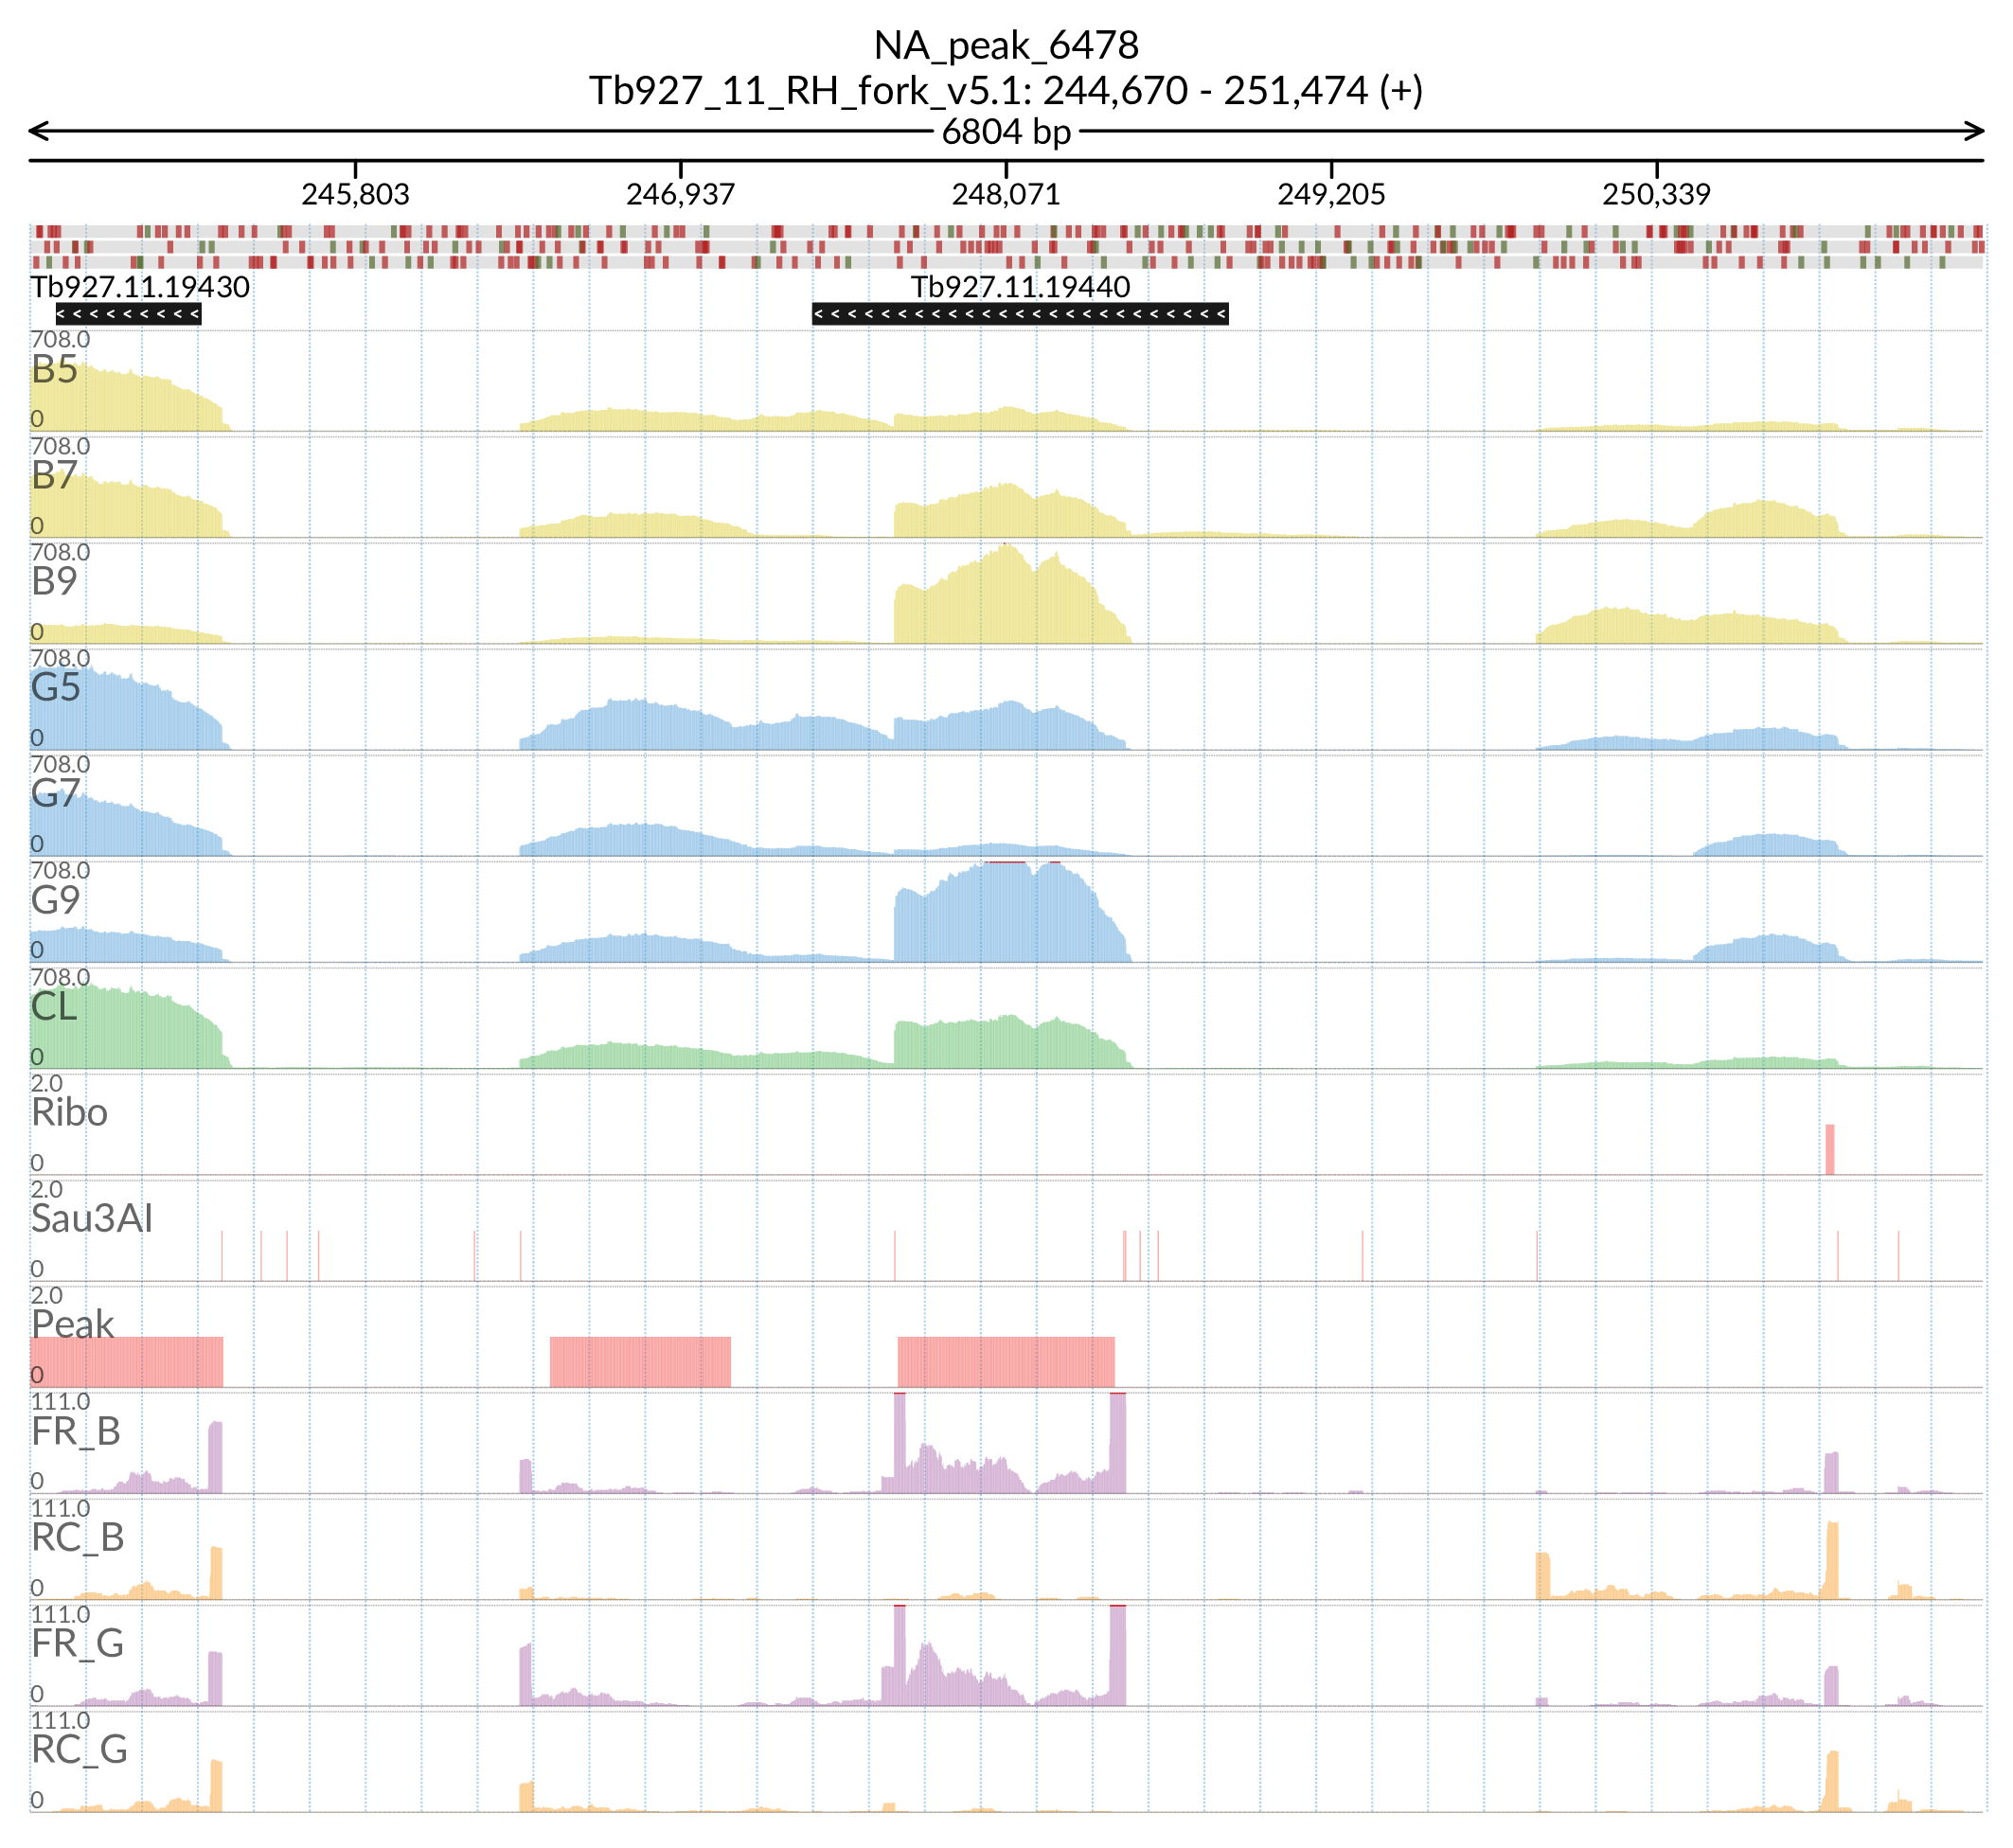 NA_peak_6478
Tb927_11_RH_fork_v5.1: 244,670 - 251,474 (+)
6804 bp
245,803 246,937 248,071 249,205 250,339
Tb927.11.19430 Tb927.11.19440
708.0
B5
0
708.0
B7
0
708.0
B9
0
708.0
G5
0
708.0
G7
0
708.0
G9
0
708.0
CL
0
2.0
Ribo
0
2.0
Sau3AI
0
2.0
Peak
0
111.0
FR_B
0
111.0
RC_B
0
111.0
FR_G
0
111.0
RC_G
0